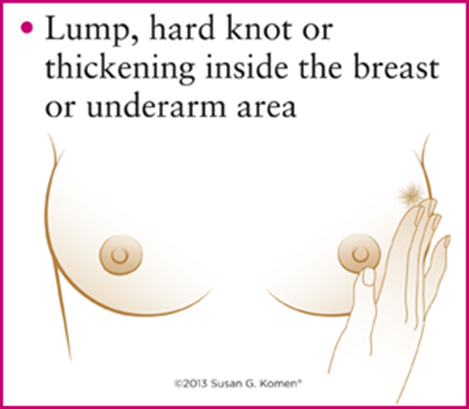 • Lump, hard knot or
thickening inside the breast
or underarm area
©2013 Susan G. Komen®